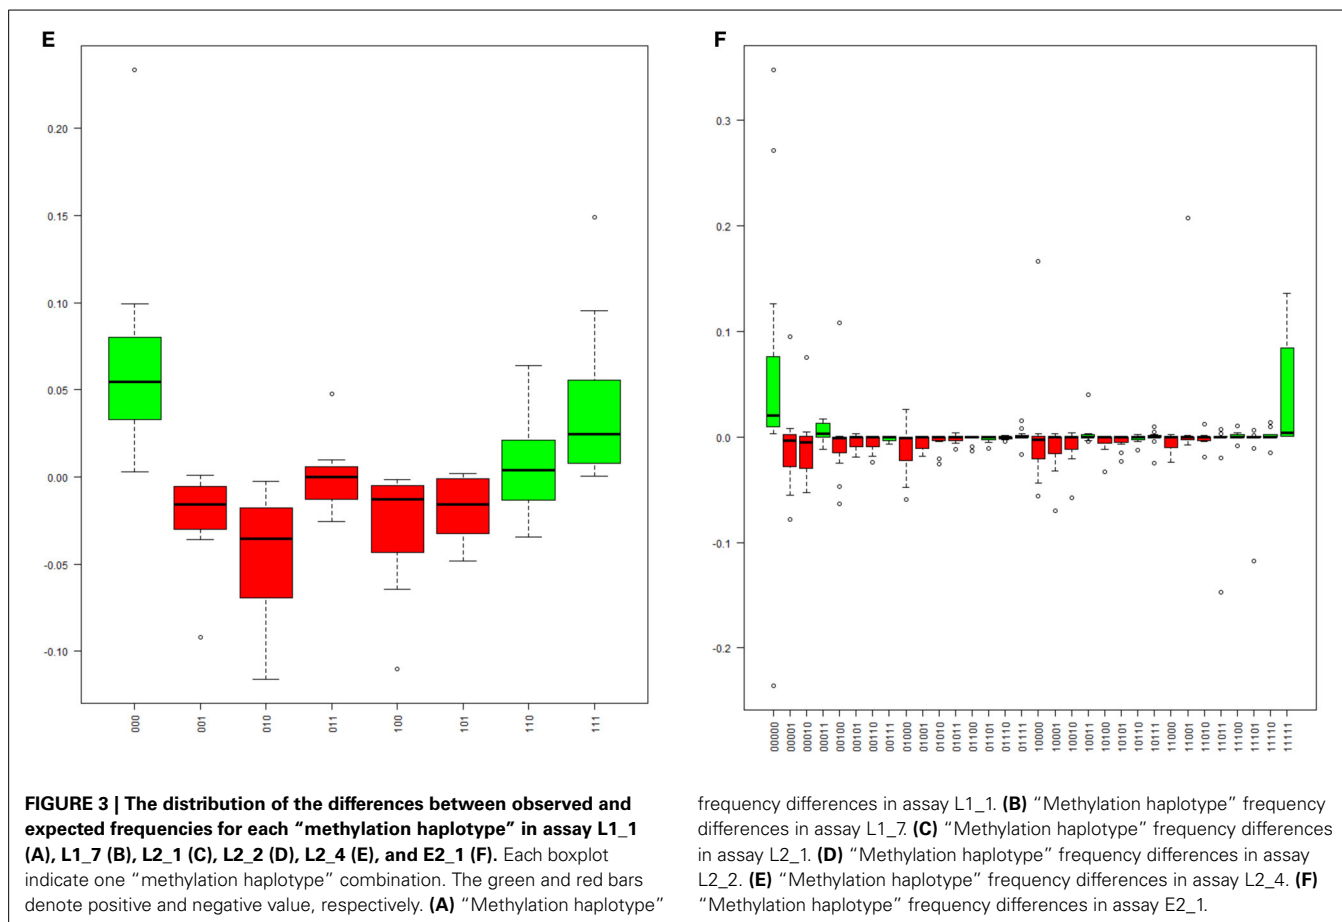 E
0.20
0.15
0.10
0.05
0.00
-0.05
-0.10
000 001 010 011 100 101 110 111
F
0.3
0.2
0.1
0.0
-0.1
-0.2
00000 00001 00010 00011 00100 00101 00110 00111 01000 01001 01010 01011 01100 01101 01110 01111 10000 10001 10010 10011 10100 10101 10110 10111 11000 11001 11010 11011 11100 11101 11110 11111
FIGURE 3 | The distribution of the differences between observed and
expected frequencies for each “methylation haplotype” in assay L1_1
(A), L1_7 (B), L2_1 (C), L2_2 (D), L2_4 (E), and E2_1 (F). Each boxplot
indicate one “methylation haplotype” combination. The green and red bars
denote positive and negative value, respectively. (A) “Methylation haplotype”
frequency differences in assay L1_1. (B) “Methylation haplotype” frequency
differences in assay L1_7. (C) “Methylation haplotype” frequency differences
in assay L2_1. (D) “Methylation haplotype” frequency differences in assay
L2_2. (E) “Methylation haplotype” frequency differences in assay L2_4. (F)
“Methylation haplotype” frequency differences in assay E2_1.